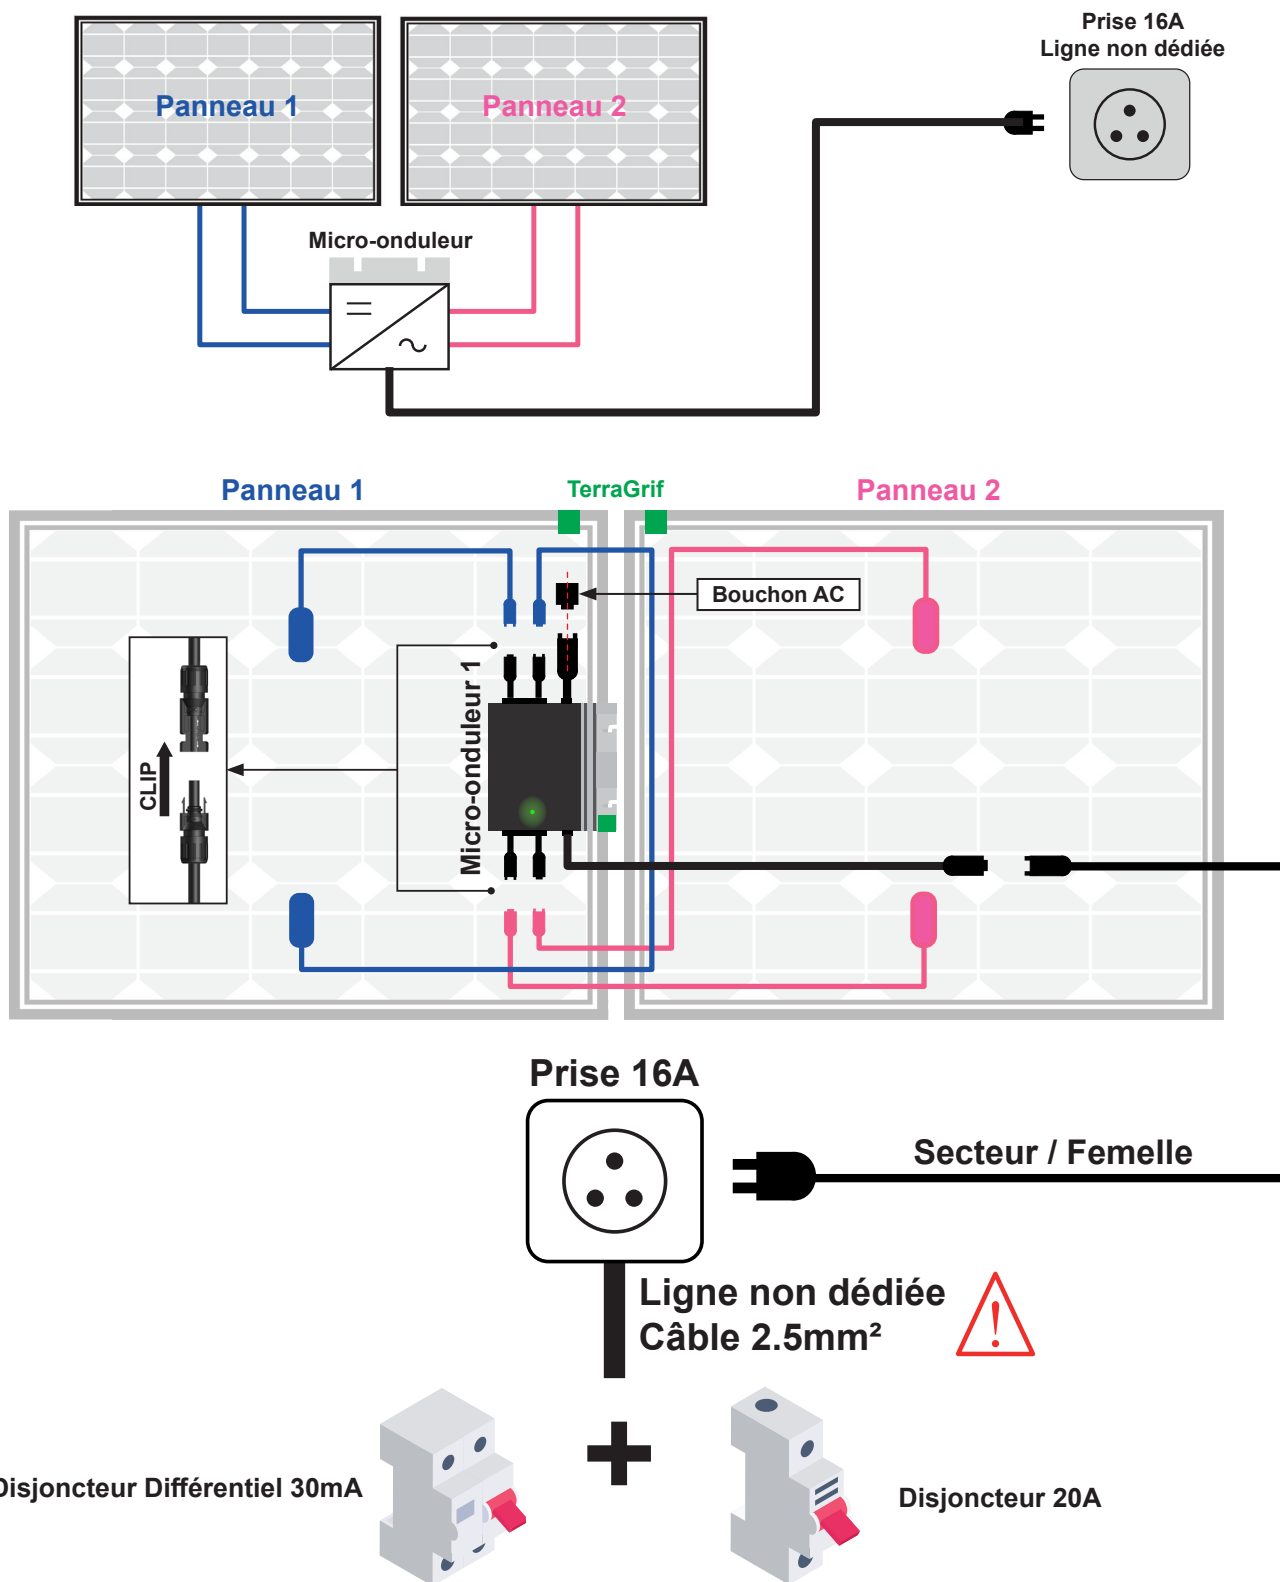 Prise 16A
Ligne non dédiée
Panneau 1
Panneau 2
Micro-onduleur
Panneau 1
TerraGrif
Panneau 2
Bouchon AC
CLIP
Micro-onduleur 1
Prise 16A
Secteur / Femelle
Ligne non dédiée
Câble 2.5mm²
Disjoncteur Différentiel 30mA
Disjoncteur 20A